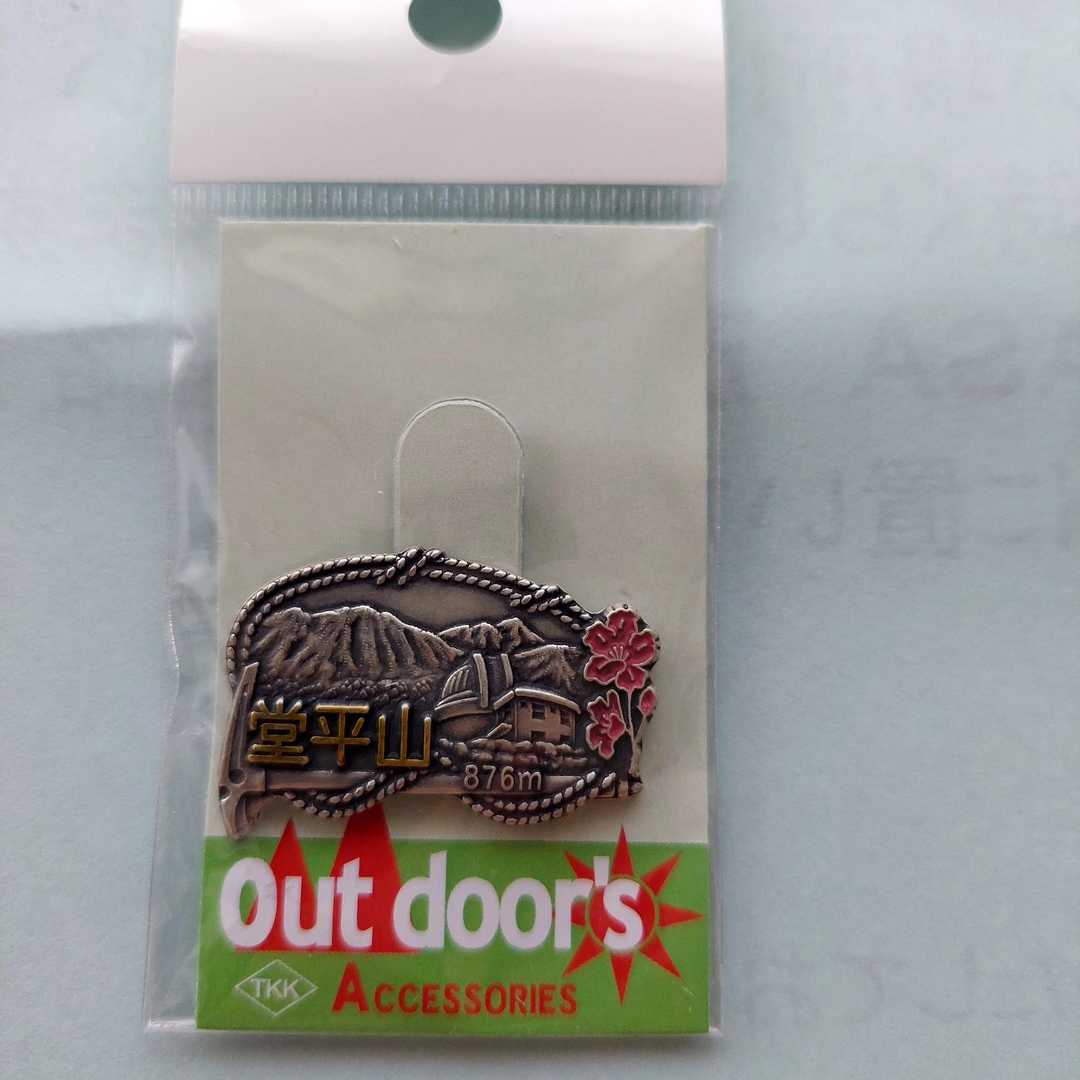 堂平山
876m
Out door's
TKK
ACCESSORIES